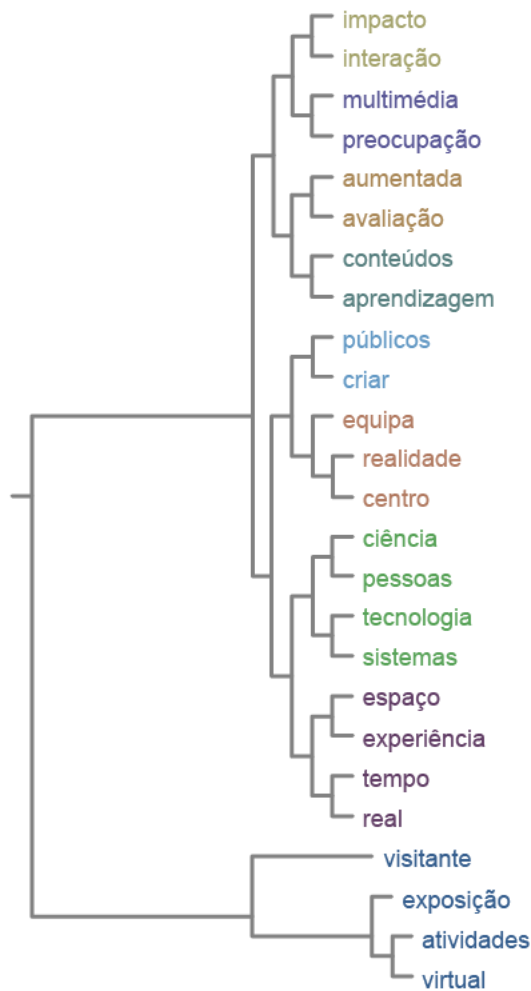 impacto
interação
multimédia
preocupação
aumentada
avaliação
conteúdos
aprendizagem
públicos
criar
equipa
realidade
centro
ciência
pessoas
tecnologia
sistemas
espaço
experiência
tempo
real
visitante
exposição
atividades
virtual